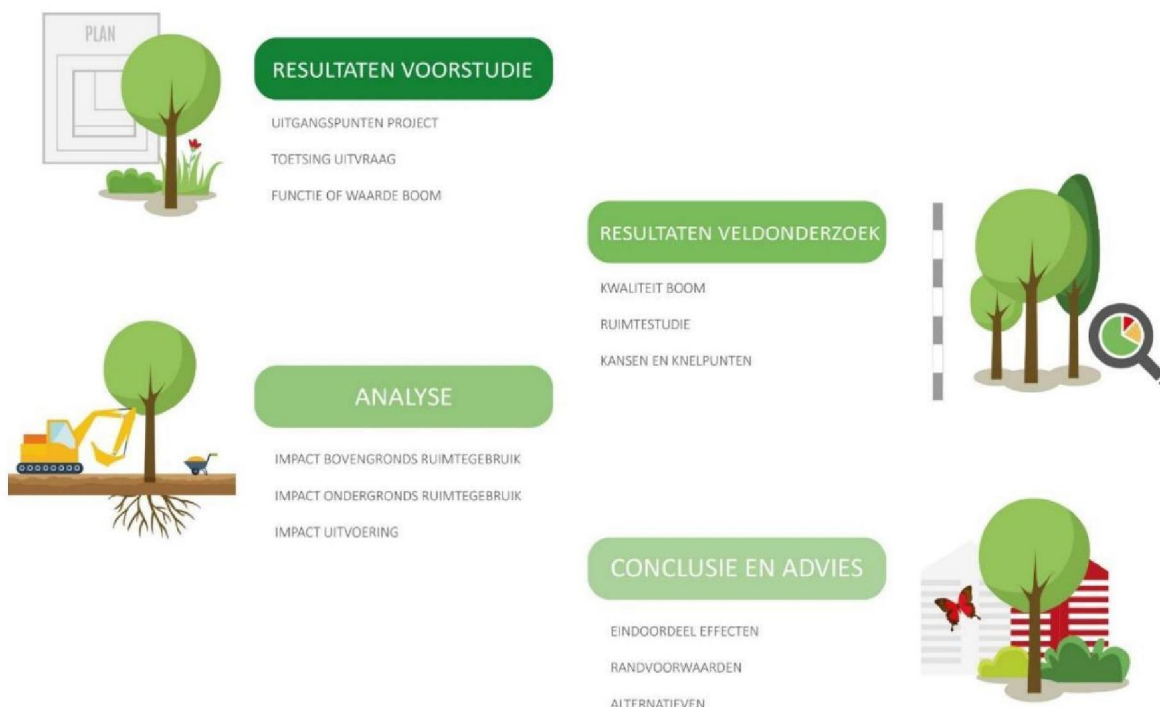 PLAN
RESULTATEN VOORSTUDIE
UITGANGSPUNTEN PROJECT
TOETSING UITVRAAG
FUNCTIE OF WAARDE BOOM
RESULTATEN VELDONDERZOEK
KWALITEIT BOOM
RUIMTESTUDIE
KANSEN EN KNELPUNTEN
ANALYSE
IMPACT BOVENGRONDS RUIMTEGEBRUIK
IMPACT ONDERGRONDS RUIMTEGEBRUIK
IMPACT UITVOERING
CONCLUSIE EN ADVIES
EINDOORDEEL EFFECTEN
RANDVOORWAARDEN
ALTERNATIEVEN